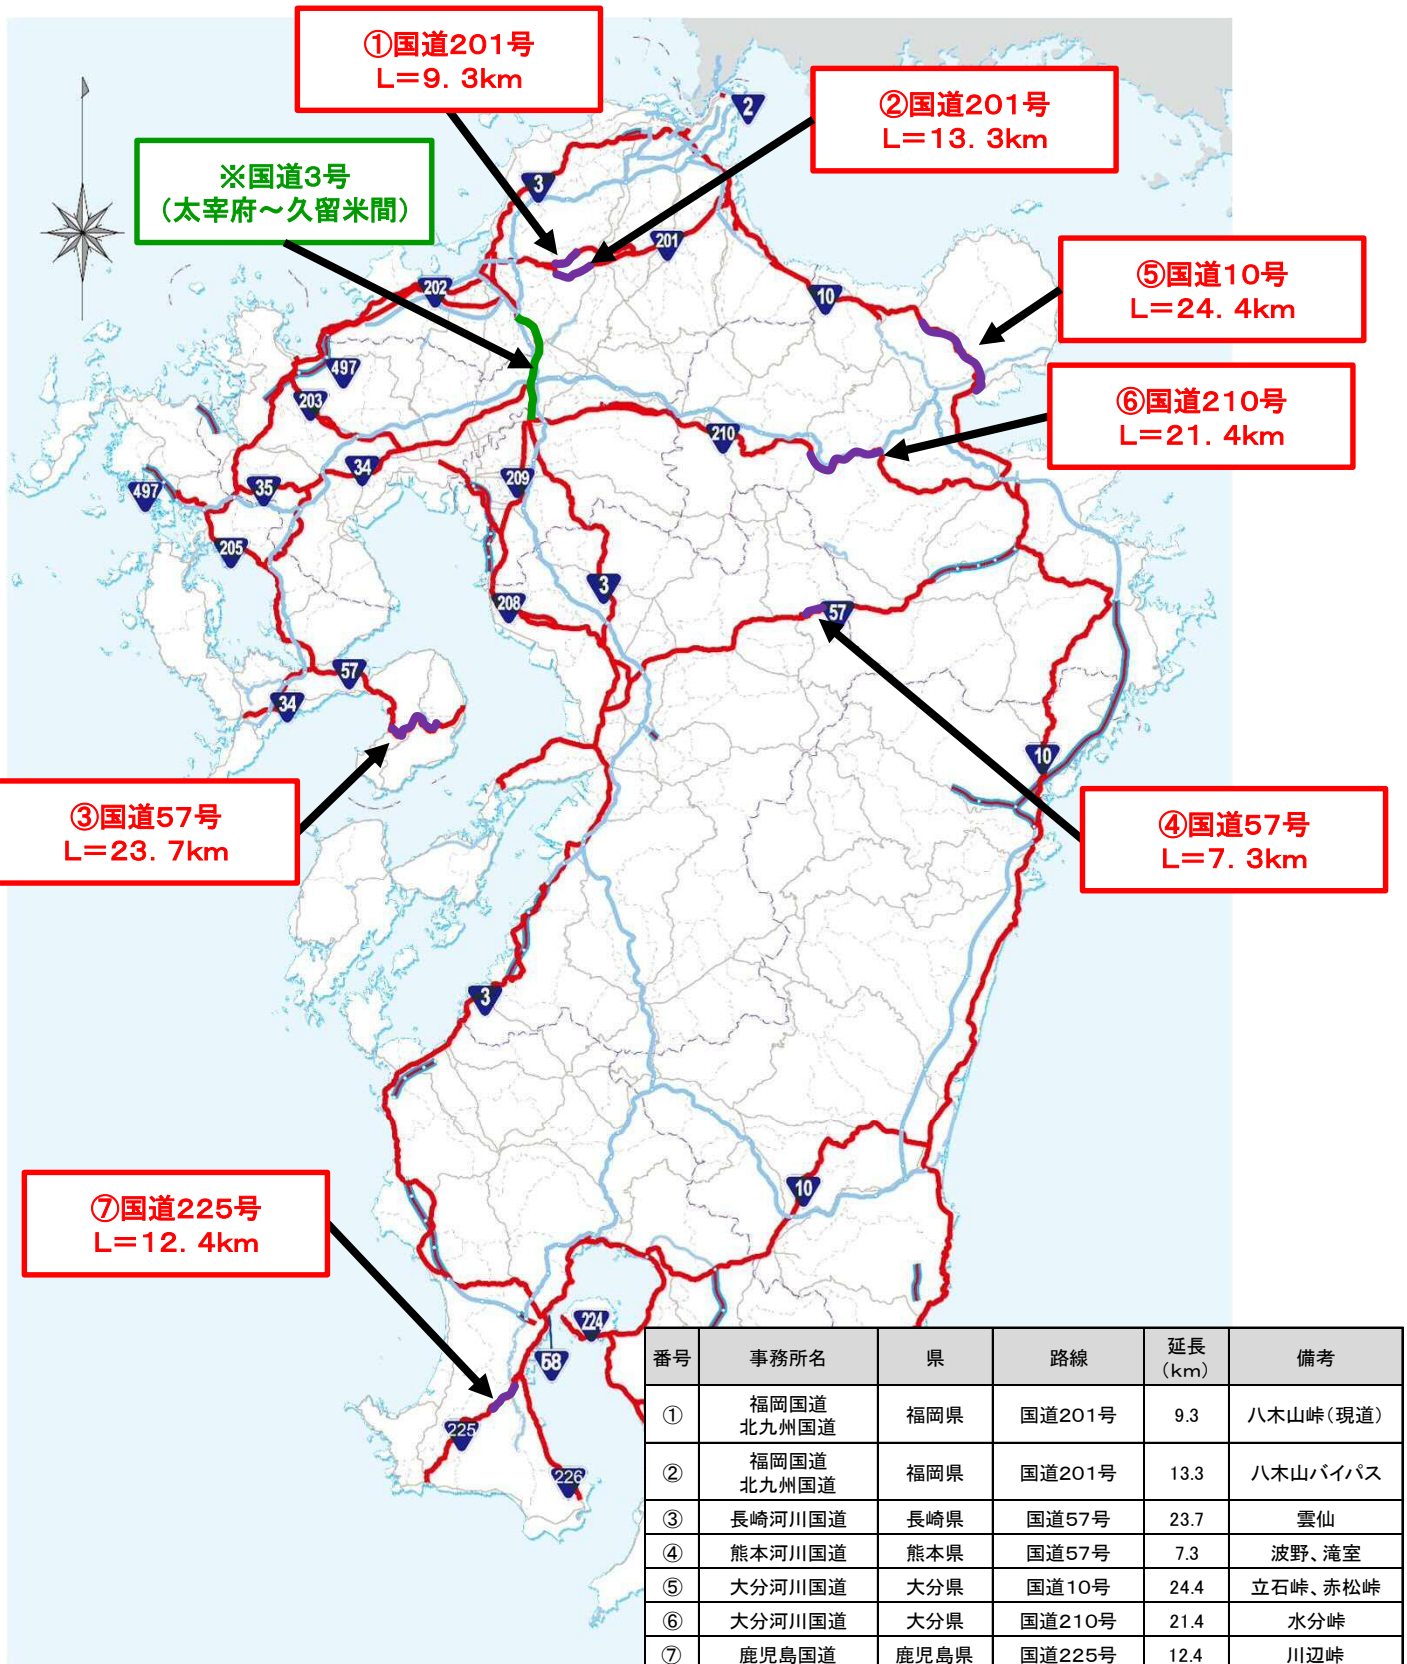 ①国道201号
L=9.3km
②国道201号
L=13.3km
※国道3号
（太宰府～久留米間）
⑤国道10号
L=24.4km
⑥国道210号
L=21.4km
③国道57号
L=23.7km
④国道57号
L=7.3km
⑦国道225号
L=12.4km
2
3
201
202
10
497
203
210
34
35
497
209
205
3
208
57
57
34
10
3
10
224
58
225
226
番号 事務所名 県 路線 延長（km） 備考
① 福岡国道 北九州国道 福岡県 国道201号 9.3 八木山峠（現道）
② 福岡国道 北九州国道 福岡県 国道201号 13.3 八木山バイパス
③ 長崎河川国道 長崎県 国道57号 23.7 雲仙
④ 熊本河川国道 熊本県 国道57号 7.3 波野、滝室
⑤ 大分河川国道 大分県 国道10号 24.4 立石峠、赤松峠
⑥ 大分河川国道 大分県 国道210号 21.4 水分峠
⑦ 鹿児島国道 鹿児島県 国道225号 12.4 川辺峠